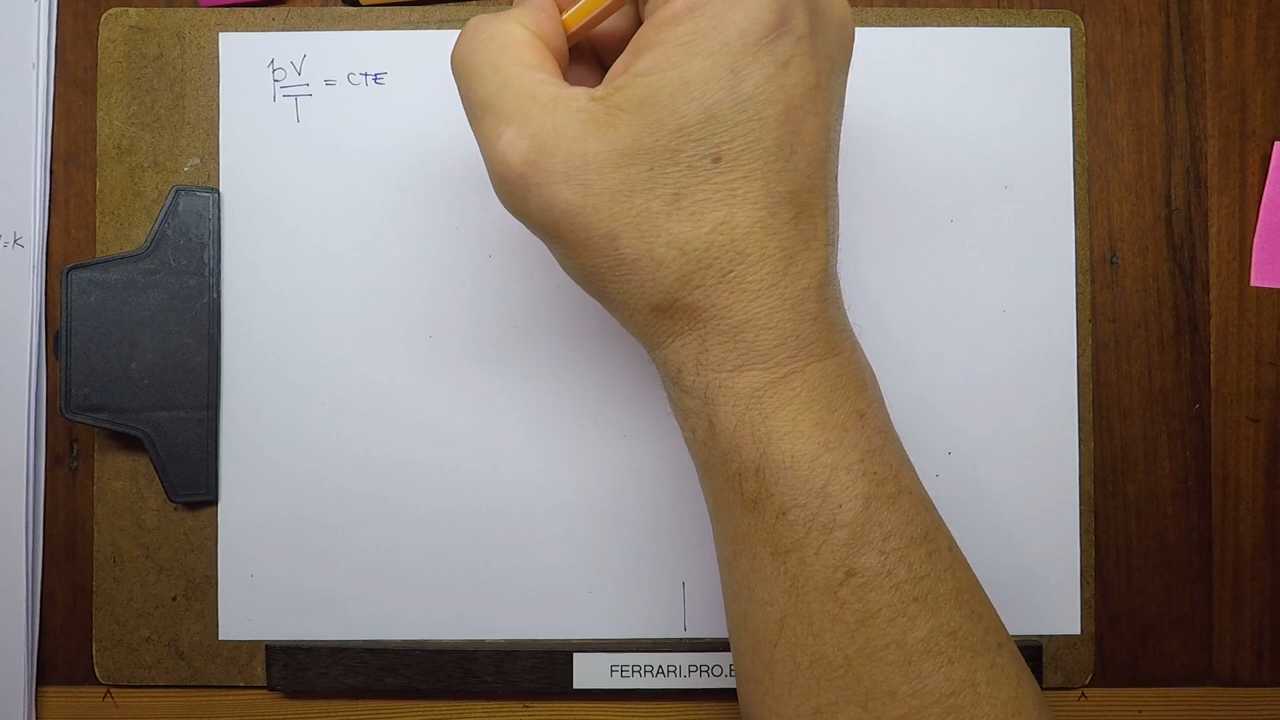 pV/T = CTE
=K
FERRARI.PRO.